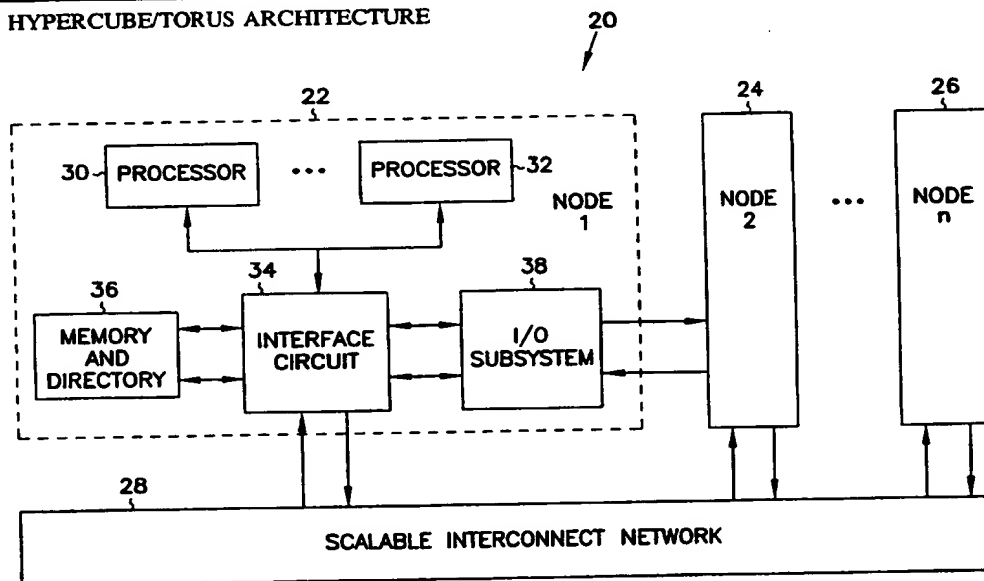 HYPERCUBE/TORUS ARCHITECTURE
20
22
24
26
30
PROCESSOR
...
PROCESSOR
32
NODE
1
NODE
2
...
NODE
n
34
36
38
MEMORY
AND
DIRECTORY
INTERFACE
CIRCUIT
I/O
SUBSYSTEM
28
SCALABLE INTERCONNECT NETWORK